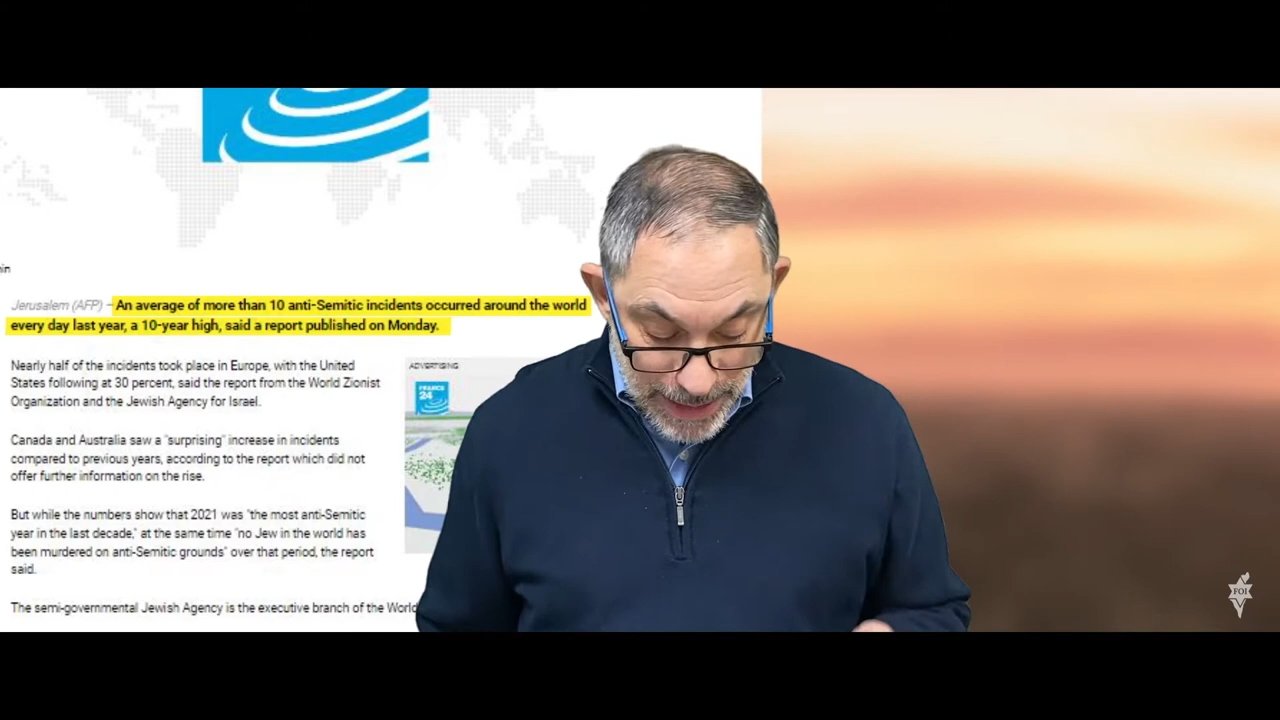 in
Jerusalem (AFP) – An average of more than 10 anti-Semitic incidents occurred around the world
every day last year, a 10-year high, said a report published on Monday.
Nearly half of the incidents took place in Europe, with the United
States following at 30 percent, said the report from the World Zionist
Organization and the Jewish Agency for Israel.
ADVERTISING
FRANCE
24
Canada and Australia saw a "surprising" increase in incidents
compared to previous years, according to the report which did not
offer further information on the rise.
But while the numbers show that 2021 was "the most anti-Semitic
year in the last decade," at the same time "no Jew in the world has
been murdered on anti-Semitic grounds" over that period, the report
said.
The semi-governmental Jewish Agency is the executive branch of the World
FOI